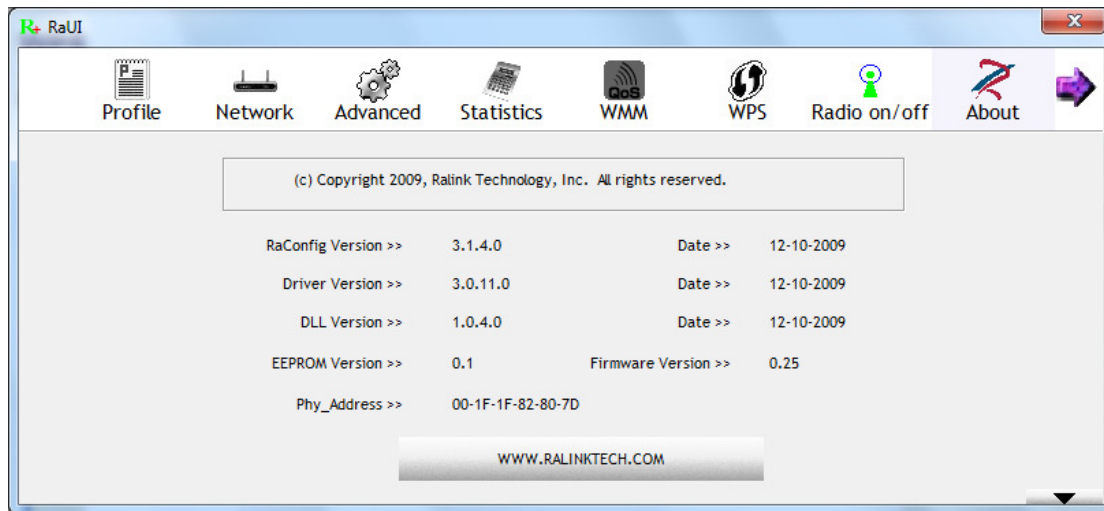 R+ RaUI
X
Profile Network Advanced Statistics QoS WMM WPS Radio on/off About
(c) Copyright 2009, Ralink Technology, Inc. All rights reserved.
RaConfig Version >> 3.1.4.0 Date >> 12-10-2009
Driver Version >> 3.0.11.0 Date >> 12-10-2009
DLL Version >> 1.0.4.0 Date >> 12-10-2009
EEPROM Version >> 0.1 Firmware Version >> 0.25
Phy_Address >> 00-1F-1F-82-80-7D
WWW.RALINKTECH.COM